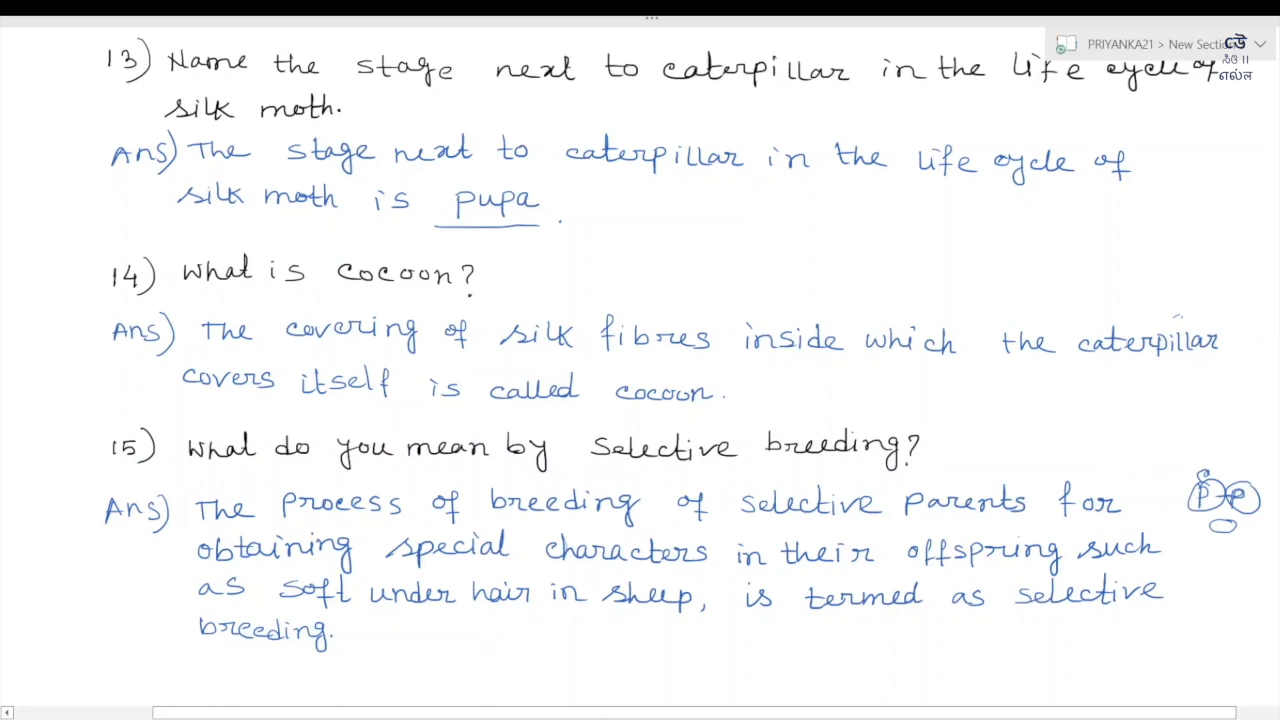 PRIYANKA21 > New Section
13) Name the stage next to caterpillar in the life cycle of
silk moth.
Ans) The stage next to caterpillar in the life cycle of
silk moth is pupa.
14) What is cocoon?
Ans) The covering of silk fibres inside which the caterpillar
covers itself is called cocoon.
15) What do you mean by selective breeding?
Ans) The process of breeding of selective parents for
obtaining special characters in their offspring such
as soft under hair in sheep, is termed as selective
breeding.
P P